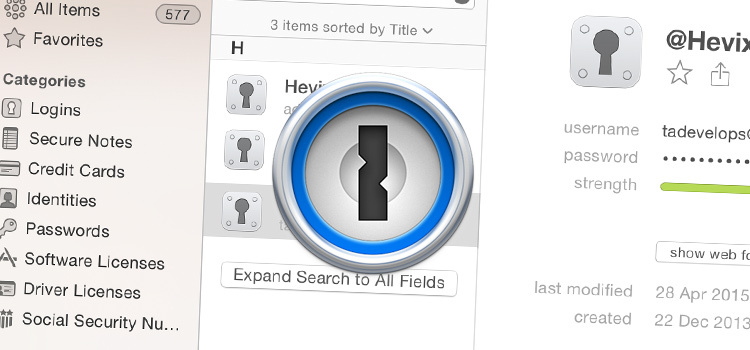 All Items
577
Favorites
Categories
Logins
Secure Notes
Credit Cards
Identities
Passwords
Software Licenses
Driver Licenses
Social Security Nu...
3 items sorted by Title
H
Expand Search to All Fields
@Hevix
username
password
••••••••••••
strength
show web fo
last modified 28 Apr 2015
created 22 Dec 2013